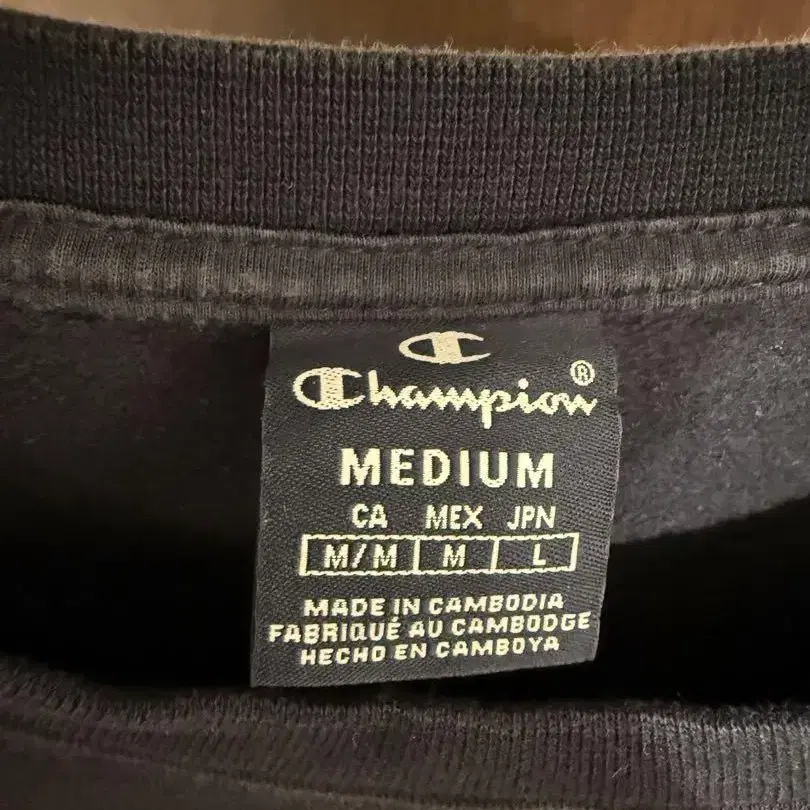 Champion®
MEDIUM
CA MEX JPN
M/M M L
MADE IN CAMBODIA
FABRIQUÉ AU CAMBODGE
HECHO EN CAMBOYA